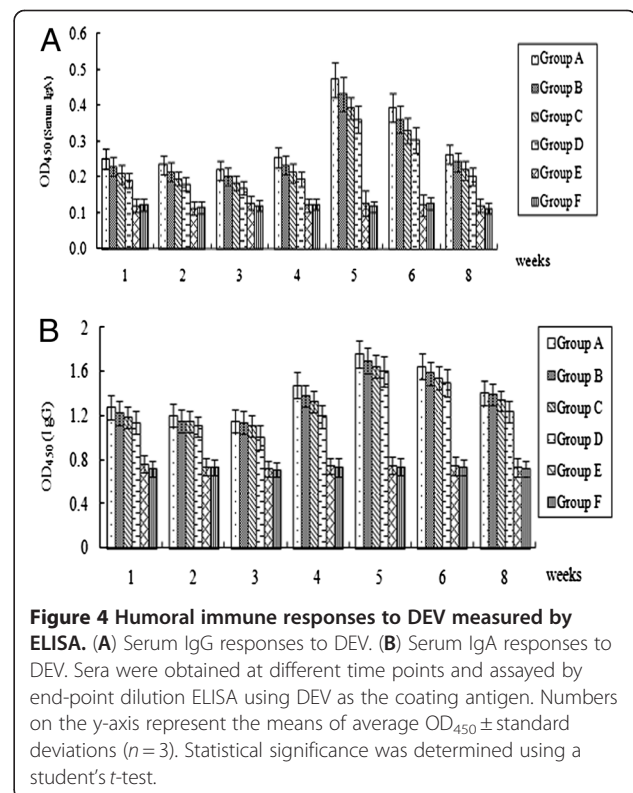 A
0.6
0.5
0.4
0.3
0.2
0.1
0.0
OD450 (Serum IgA)
1 2 3 4 5 6 8
weeks
Group A
Group B
Group C
Group D
Group E
Group F
B
2
1.6
1.2
0.8
0.4
0
OD450 (IgG)
1 2 3 4 5 6 8
weeks
Group A
Group B
Group C
Group D
Group E
Group F
Figure 4 Humoral immune responses to DEV measured by
ELISA. (A) Serum IgG responses to DEV. (B) Serum IgA responses to
DEV. Sera were obtained at different time points and assayed by
end-point dilution ELISA using DEV as the coating antigen. Numbers
on the y-axis represent the means of average OD450 ± standard
deviations (n = 3). Statistical significance was determined using a
student's t-test.